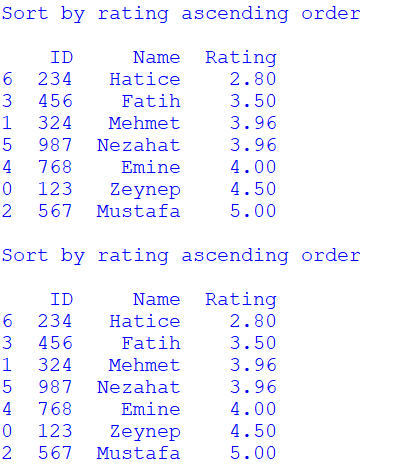 Sort by rating ascending order
ID Name Rating
6 234 Hatice 2.80
3 456 Fatih 3.50
1 324 Mehmet 3.96
5 987 Nezahat 3.96
4 768 Emine 4.00
0 123 Zeynep 4.50
2 567 Mustafa 5.00
Sort by rating ascending order
ID Name Rating
6 234 Hatice 2.80
3 456 Fatih 3.50
1 324 Mehmet 3.96
5 987 Nezahat 3.96
4 768 Emine 4.00
0 123 Zeynep 4.50
2 567 Mustafa 5.00